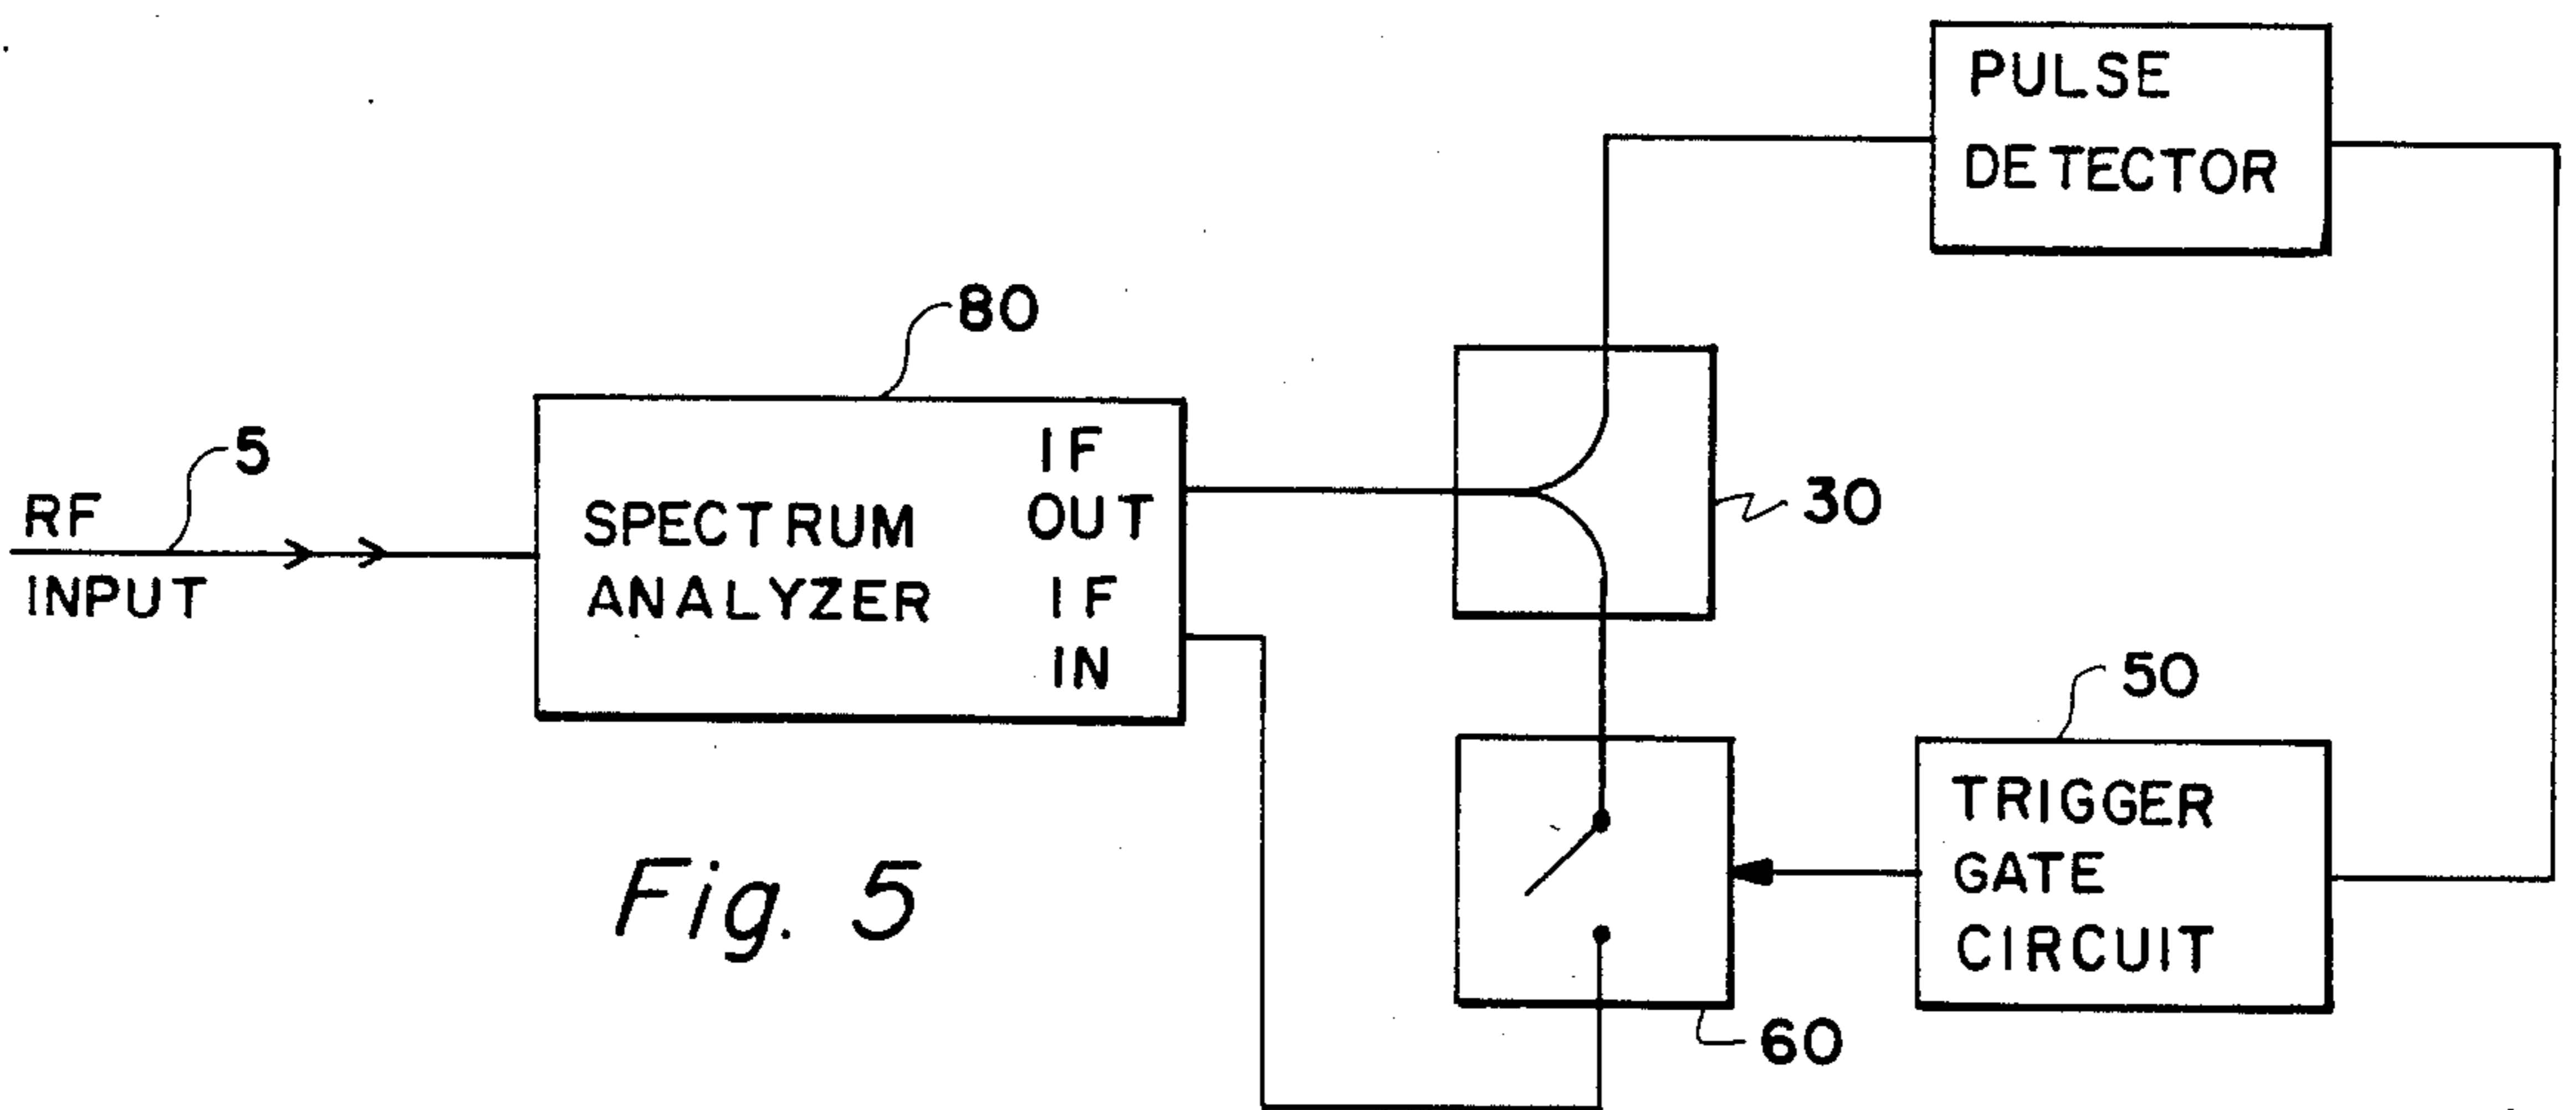 PULSE
DETECTOR
80
5
RF
INPUT
SPECTRUM
ANALYZER
IF
OUT
IF
IN
30
50
TRIGGER
GATE
CIRCUIT
60
Fig. 5